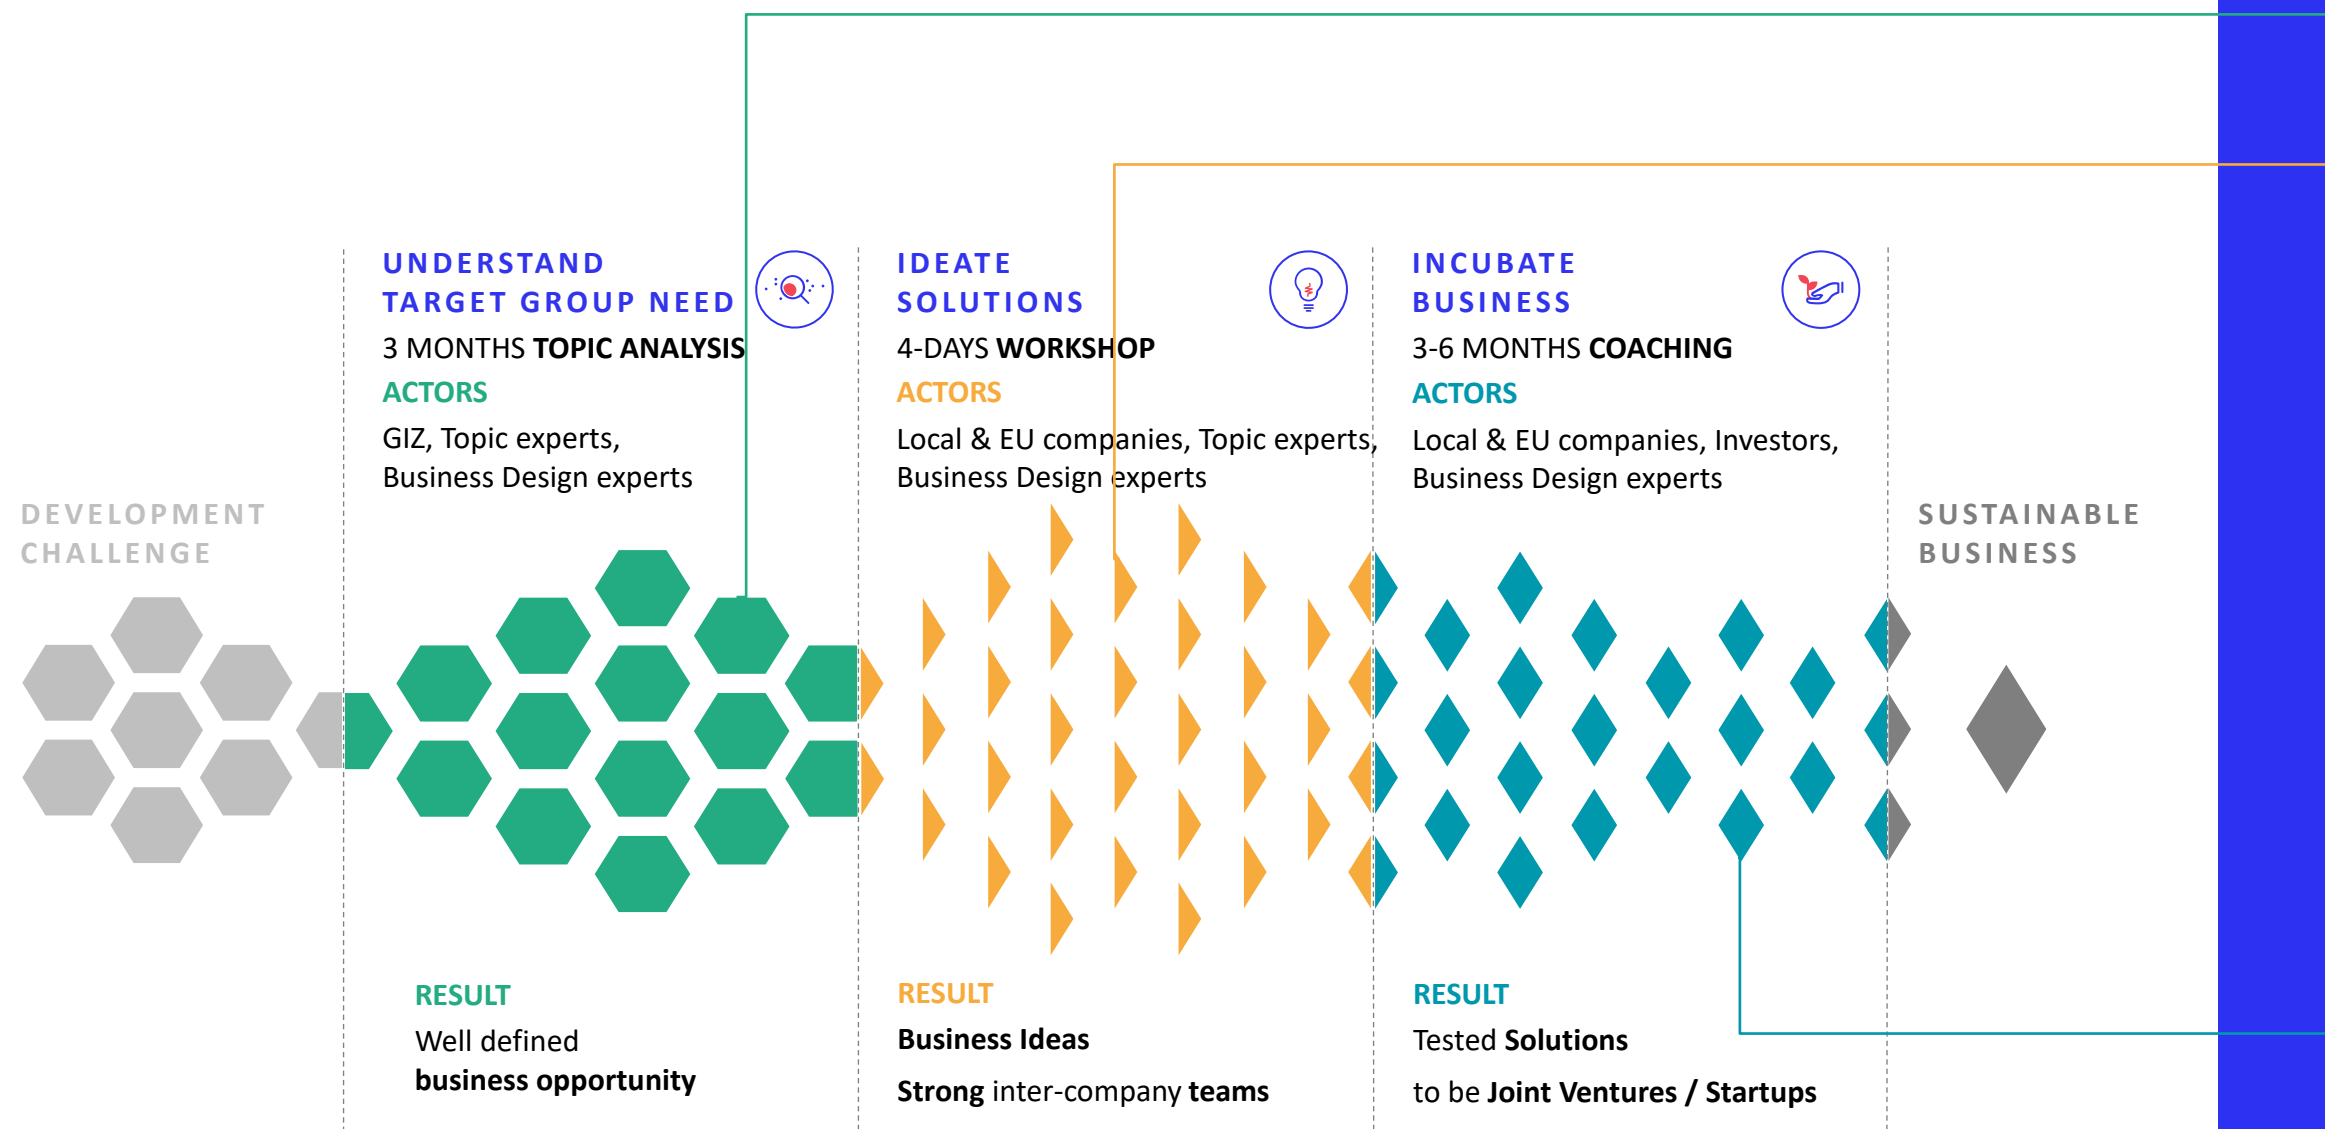 DEVELOPMENT
CHALLENGE
UNDERSTAND
TARGET GROUP NEED
3 MONTHS TOPIC ANALYSIS
ACTORS
GIZ, Topic experts,
Business Design experts
RESULT
Well defined
business opportunity
IDEATE
SOLUTIONS
4-DAYS WORKSHOP
ACTORS
Local & EU companies, Topic experts,
Business Design experts
RESULT
Business Ideas
Strong inter-company teams
INCUBATE
BUSINESS
3-6 MONTHS COACHING
ACTORS
Local & EU companies, Investors,
Business Design experts
RESULT
Tested Solutions
to be Joint Ventures / Startups
SUSTAINABLE
BUSINESS